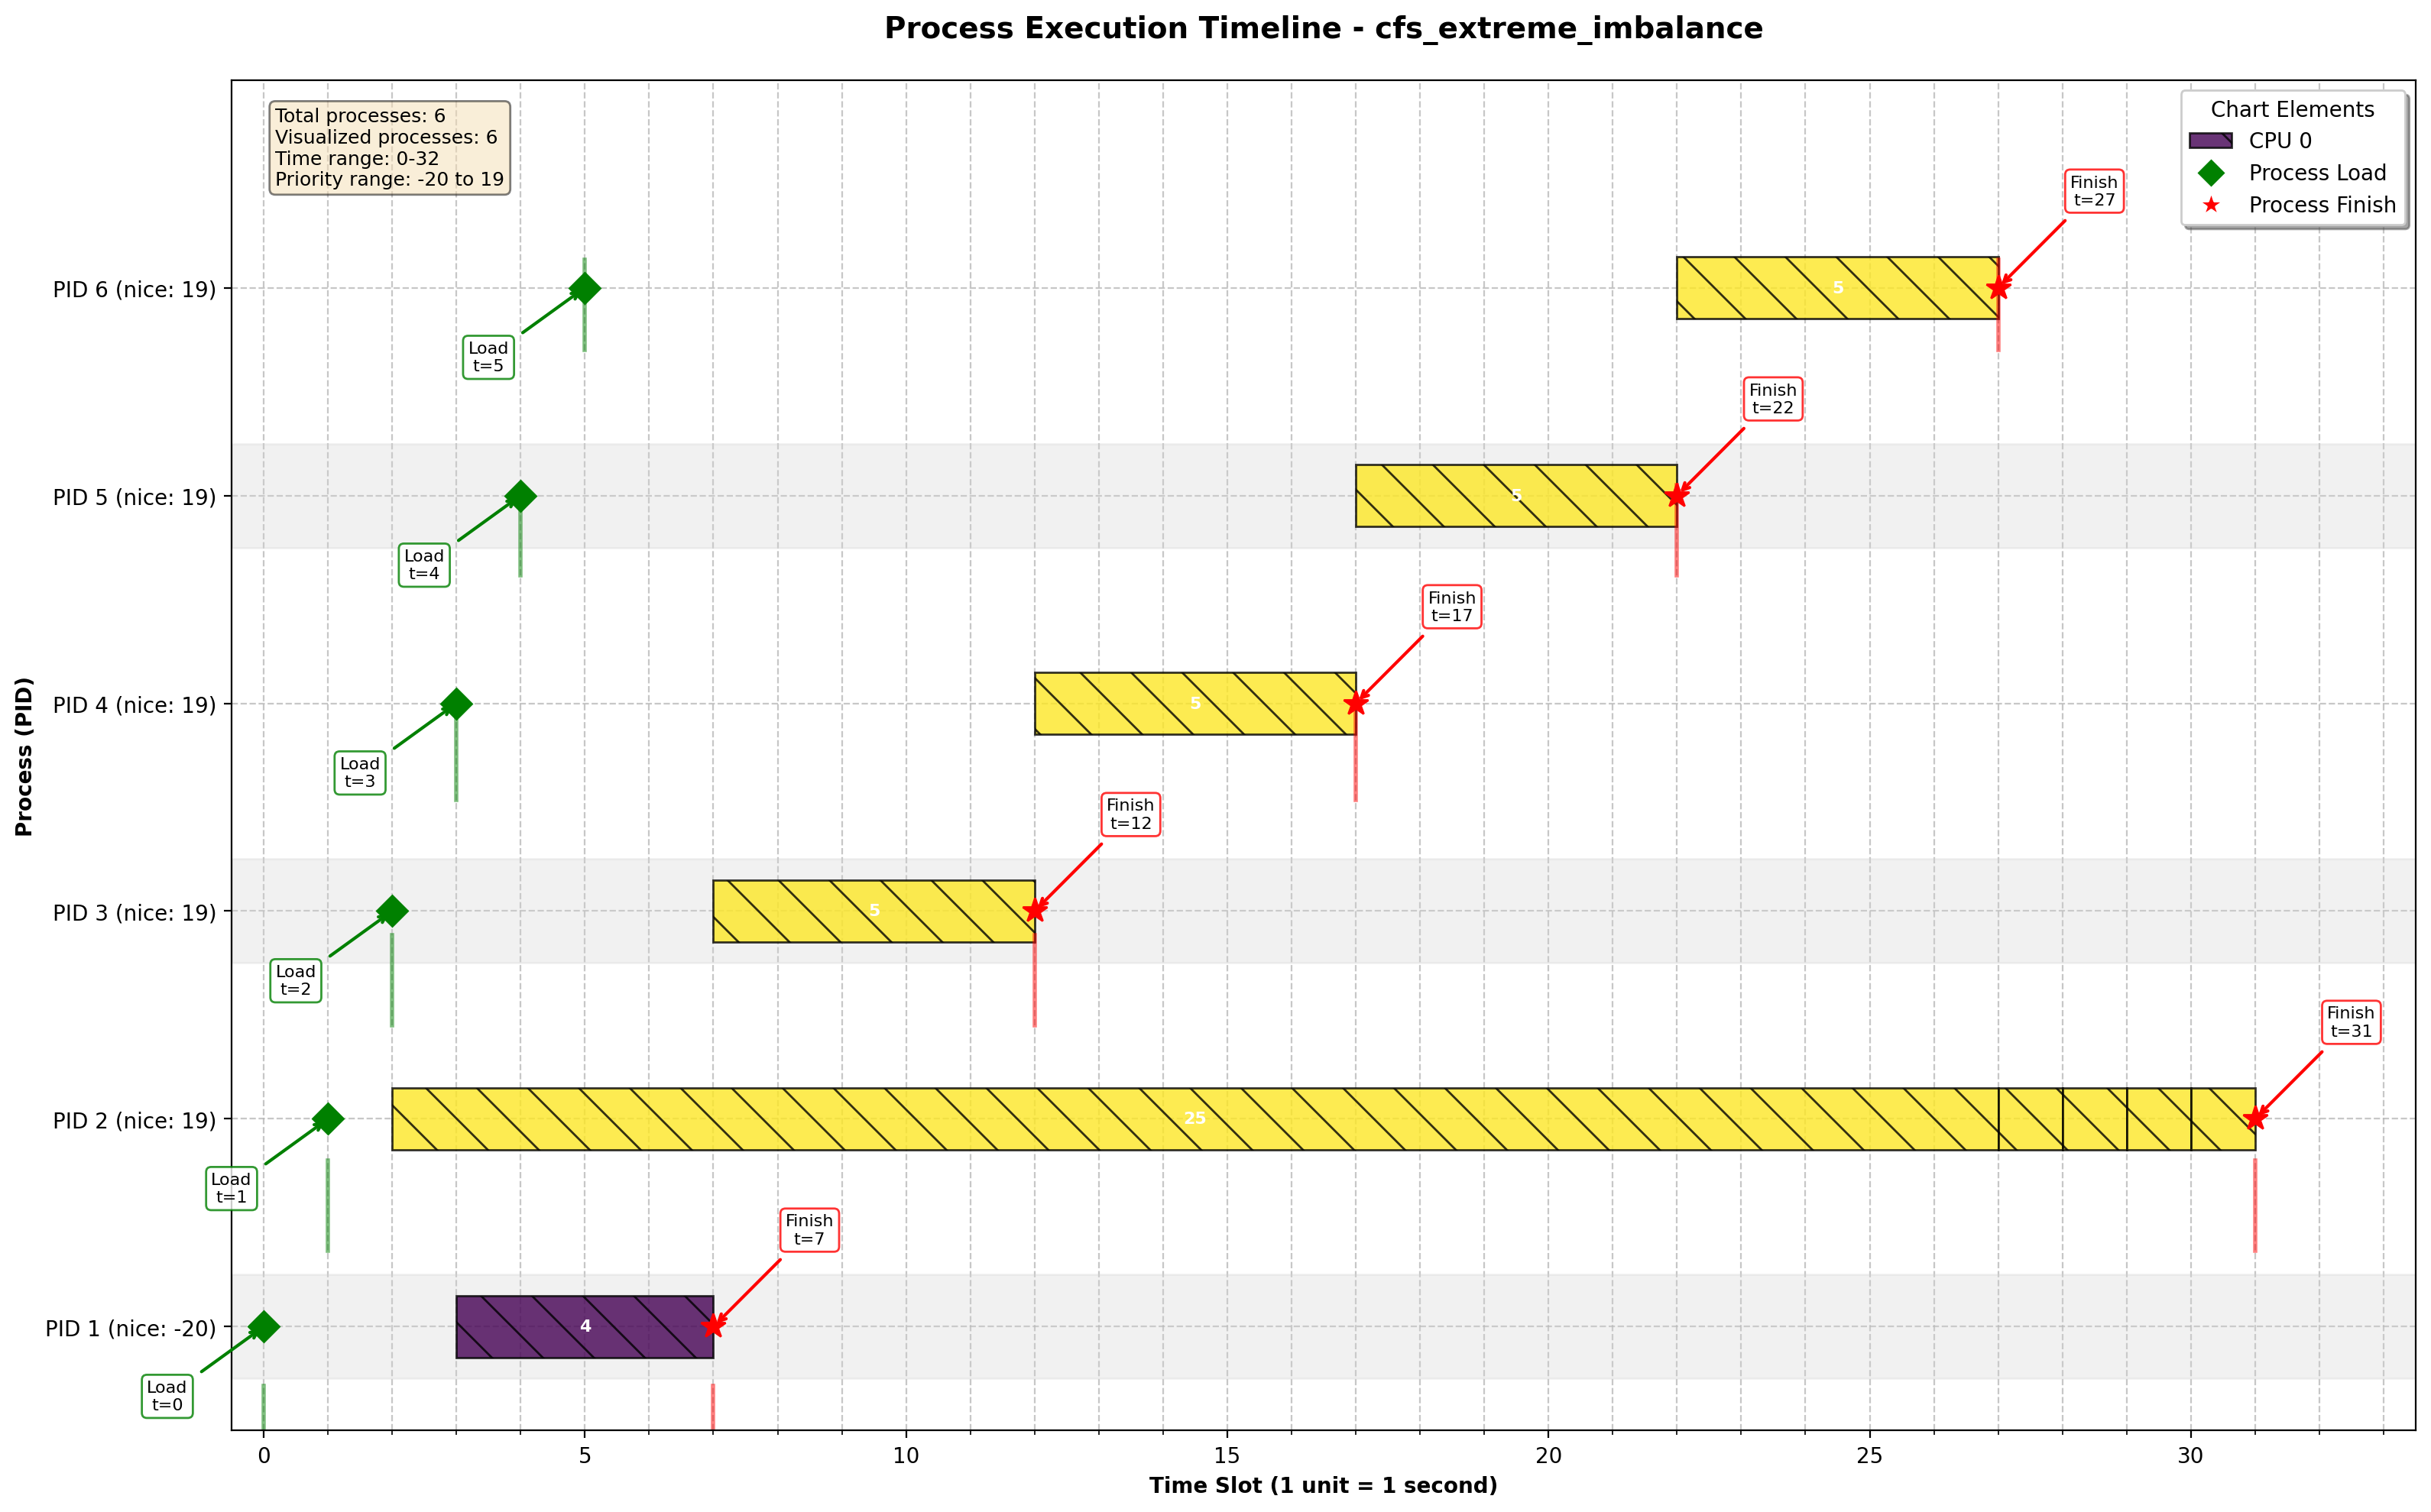 Process Execution Timeline - cfs_extreme_imbalance
Total processes: 6
Visualized processes: 6
Time range: 0-32
Priority range: -20 to 19
Chart Elements
CPU 0
Process Load
Process Finish
Finish
t=27
PID 6 (nice: 19)
5
Load
t=5
Finish
t=22
PID 5 (nice: 19)
5
Load
t=4
Finish
t=17
PID 4 (nice: 19)
5
Load
t=3
Finish
t=12
PID 3 (nice: 19)
5
Load
t=2
Finish
t=31
PID 2 (nice: 19)
25
Load
t=1
Finish
t=7
PID 1 (nice: -20)
4
Load
t=0
0 5 10 15 20 25 30
Time Slot (1 unit = 1 second)
Process (PID)